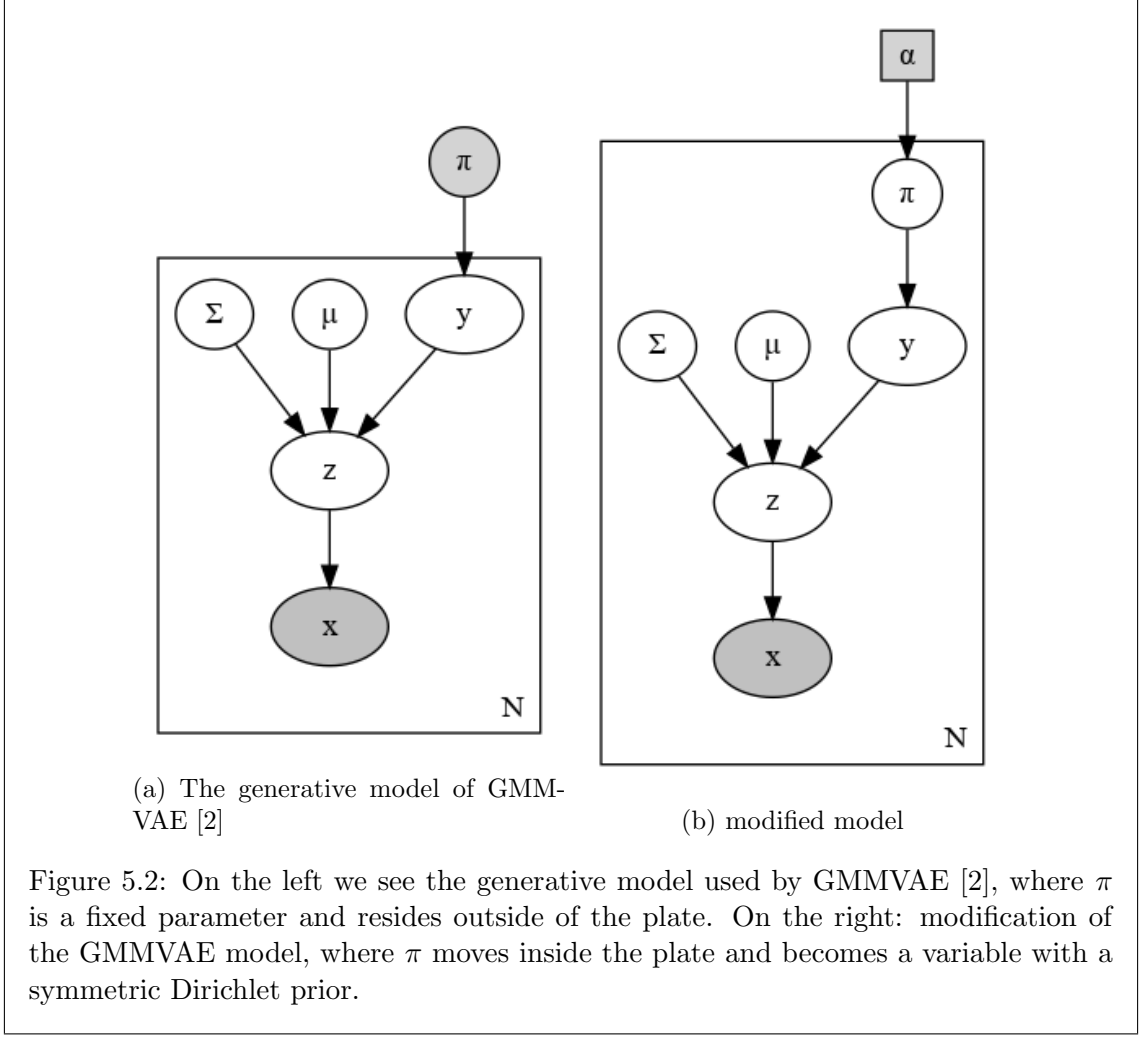 α
π
π
Σ
μ
y
Σ
μ
y
z
z
x
x
N
N
(a) The generative model of GMM-
VAE [2]
(b) modified model
Figure 5.2: On the left we see the generative model used by GMMVAE [2], where π
is a fixed parameter and resides outside of the plate. On the right: modification of
the GMMVAE model, where π moves inside the plate and becomes a variable with a
symmetric Dirichlet prior.